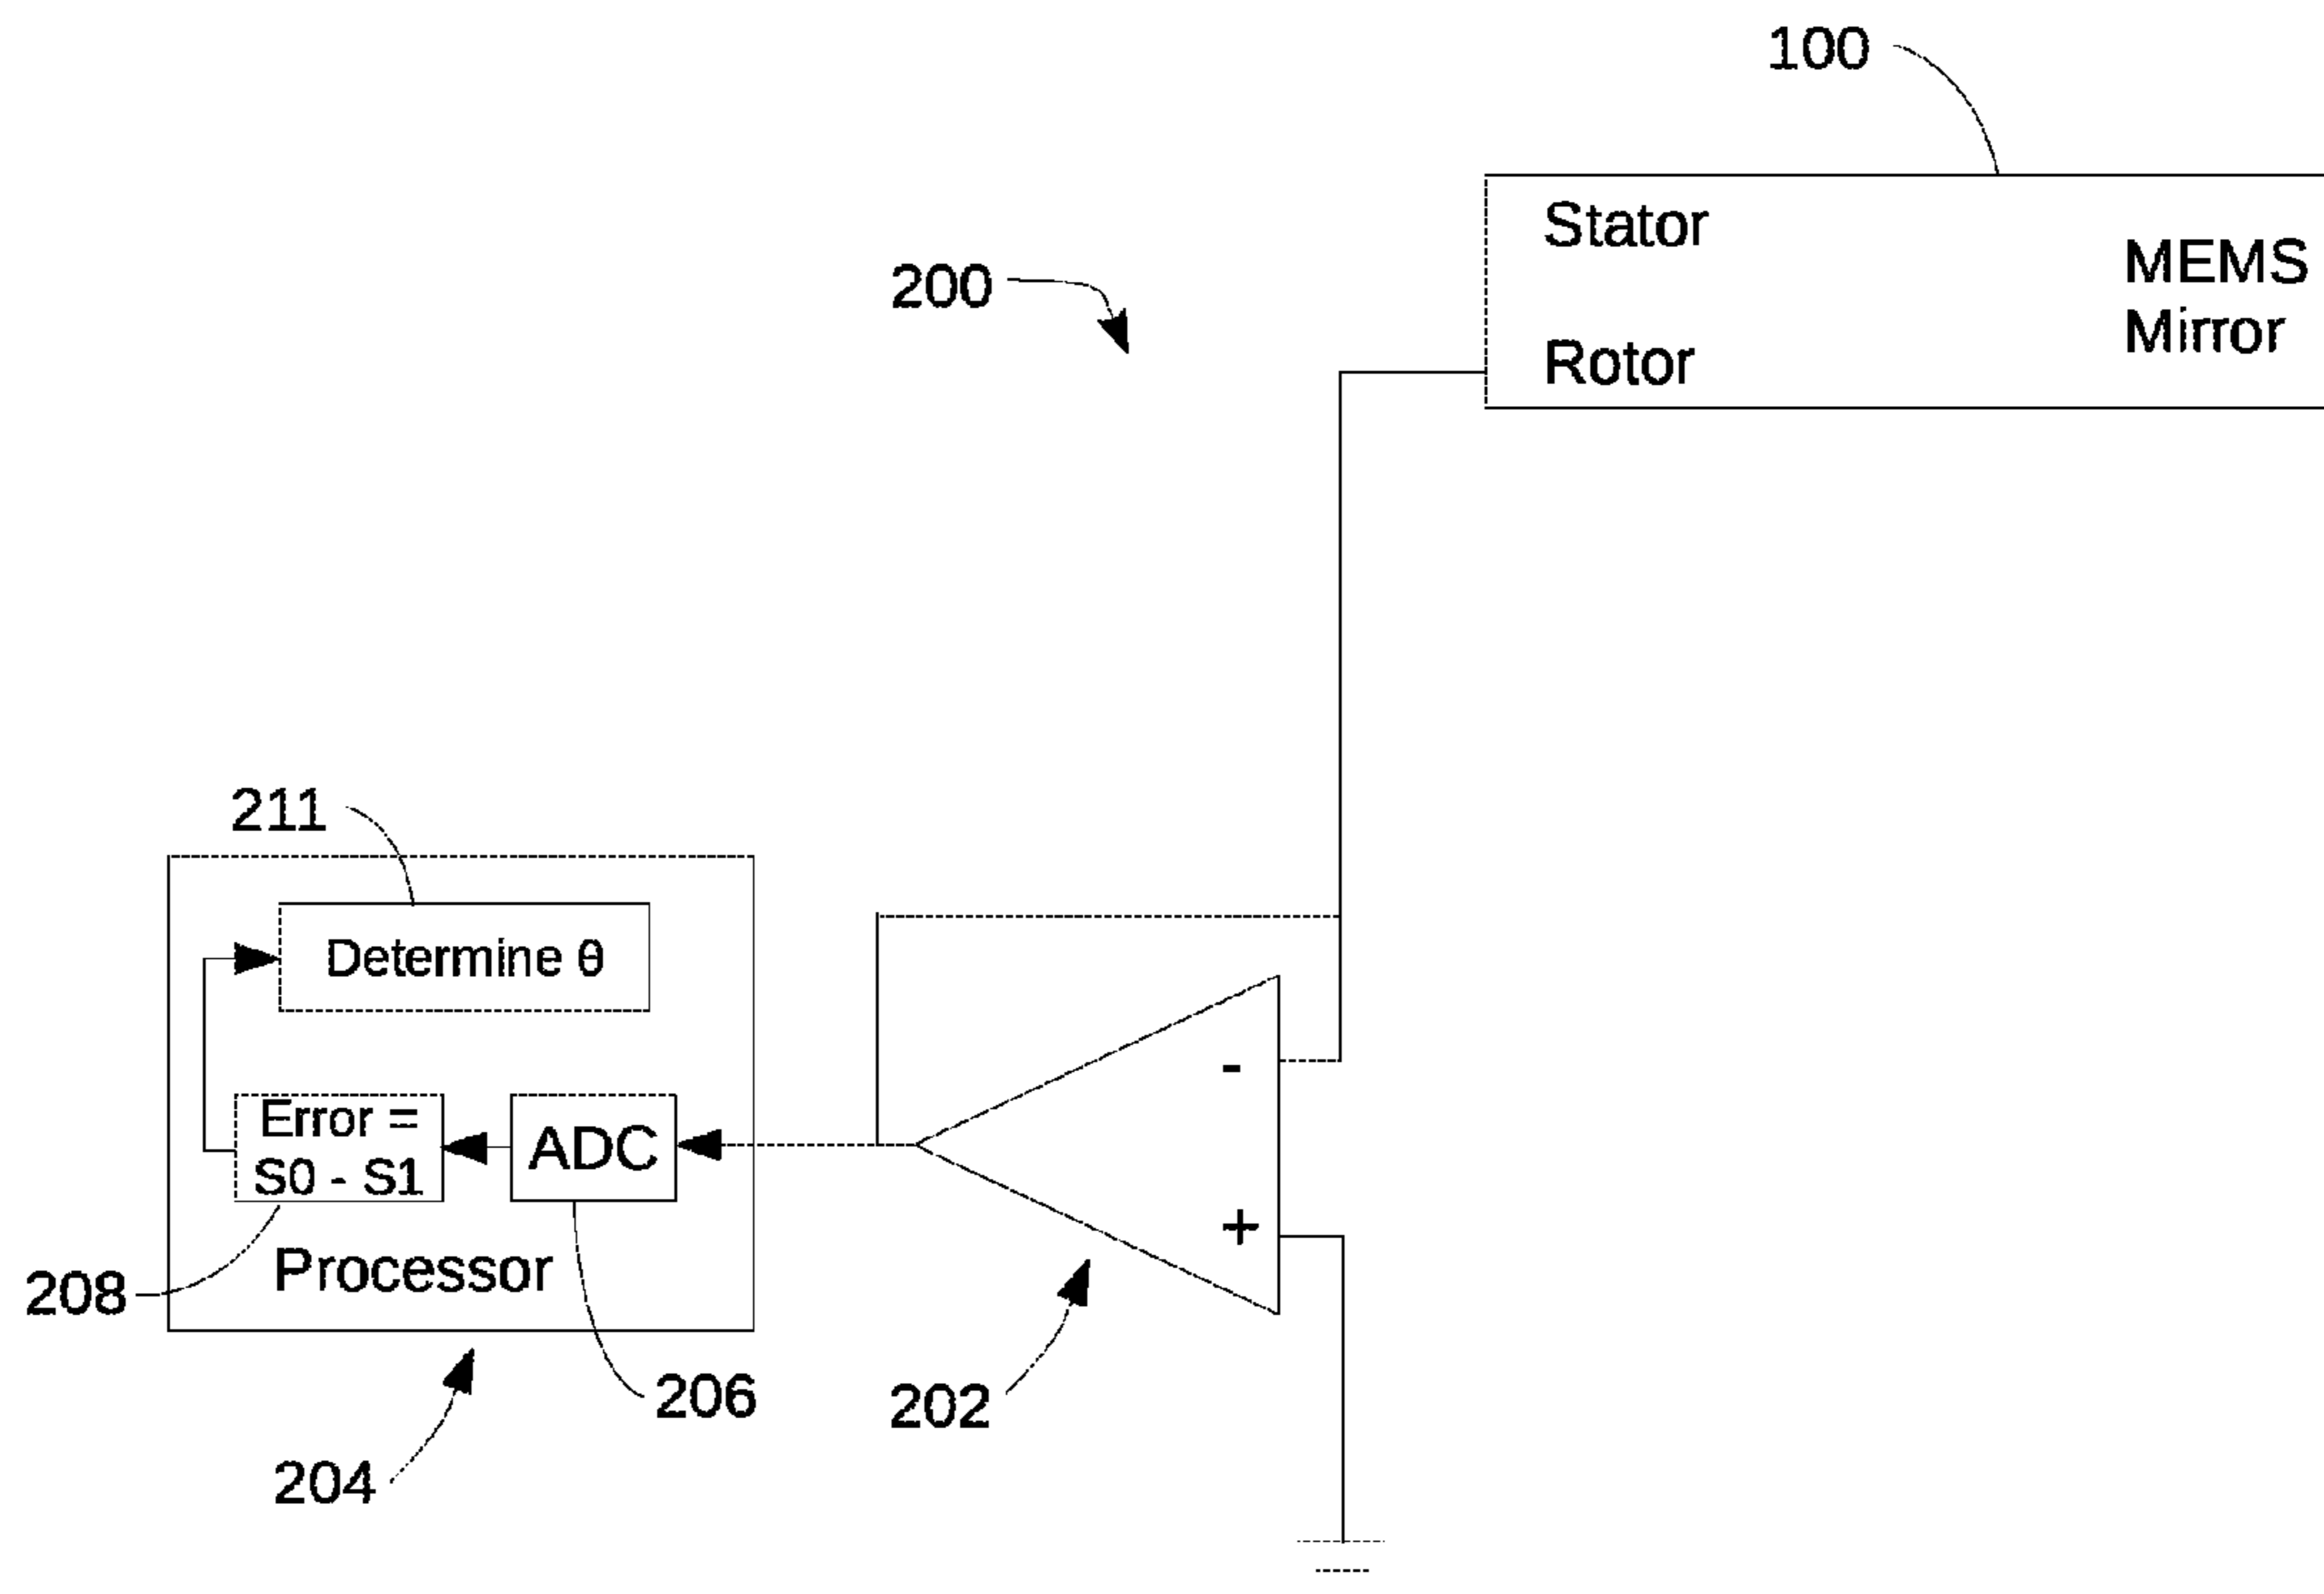 100
Stator
MEMS
Mirror
Rotor
200
211
Determine θ
Error =
S0 - S1
ADC
-
+
Processor
208
206
202
204